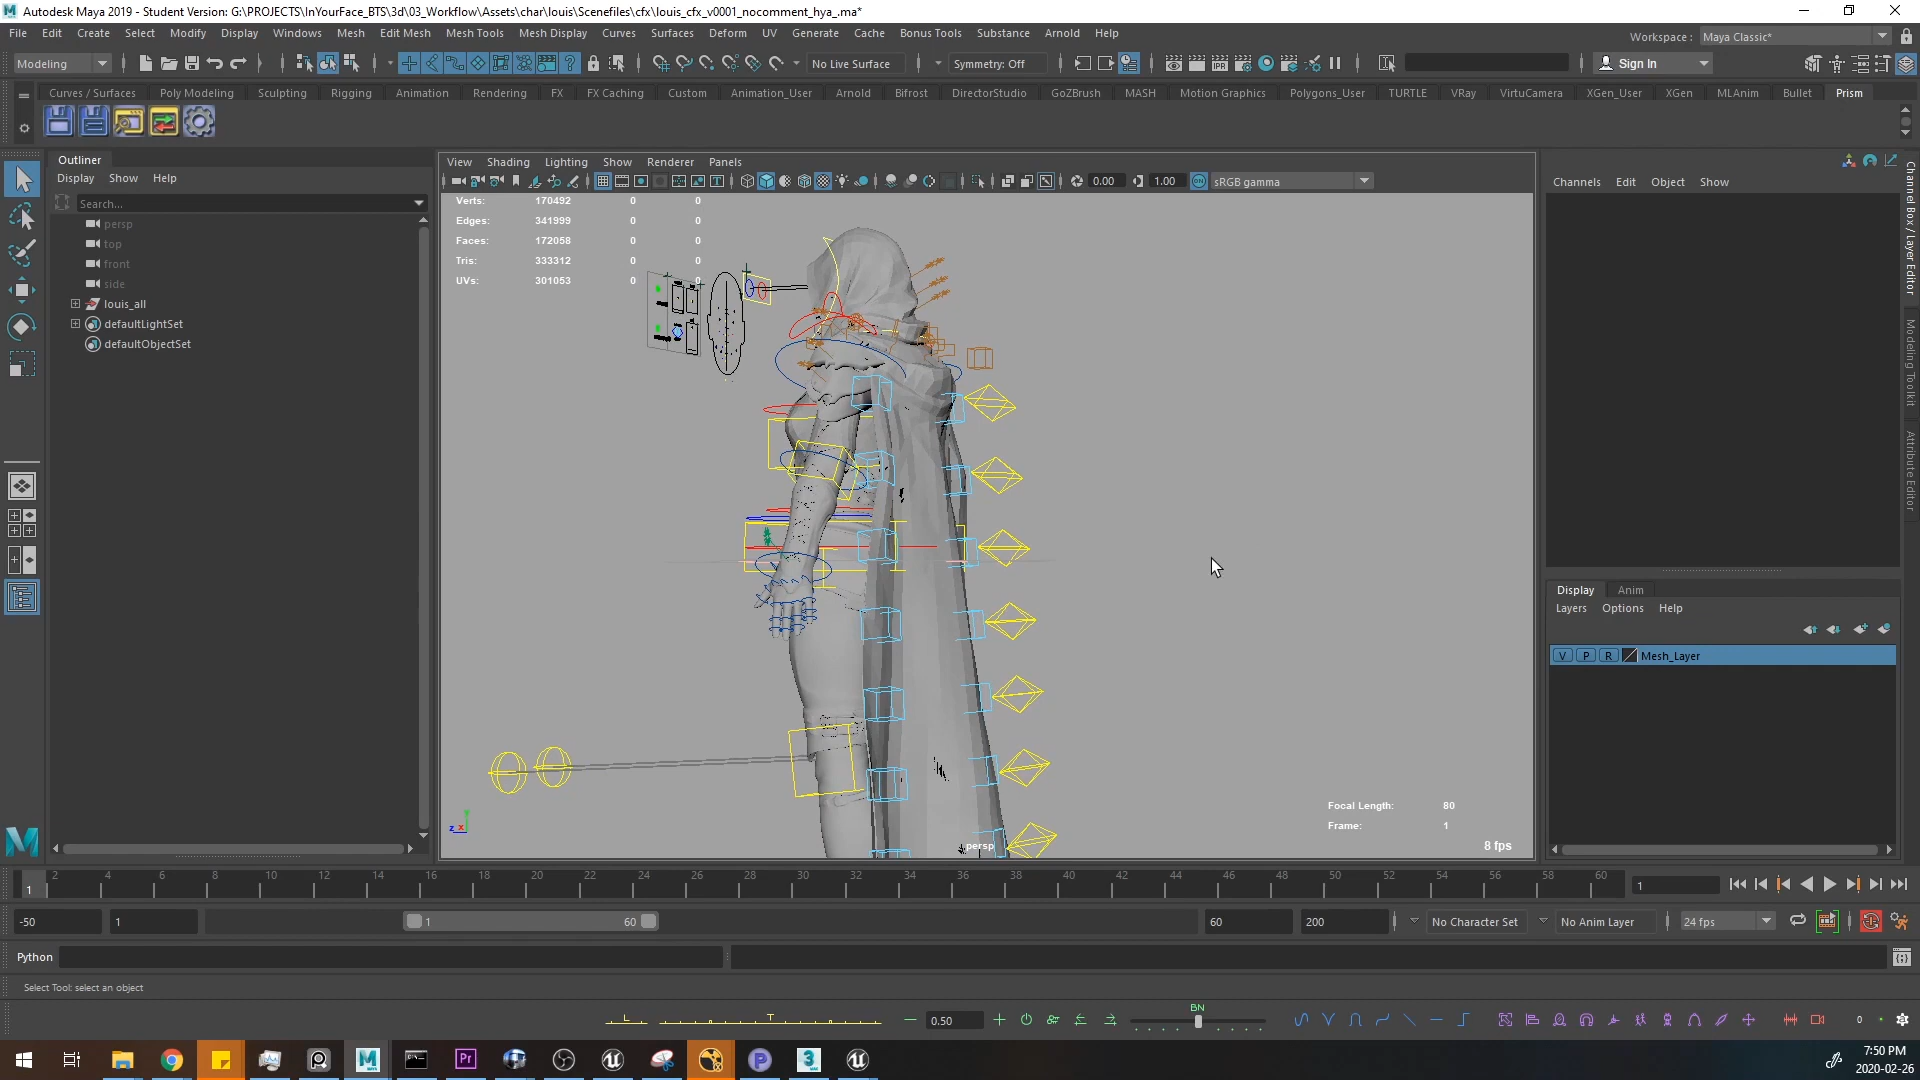 Autodesk Maya 2019 - Student Version: G:\PROJECTS\InYourFace_BTS\3d\03_Workflow\Assets\char\louis\Scenefiles\cfx\louis_cfx_v0001_nocomment_hya_.ma*
File Edit Create Select Modify Display Windows Mesh Edit Mesh Mesh Tools Mesh Display Curves Surfaces Deform UV Generate Cache Bonus Tools Substance Arnold Help
Workspace : Maya Classic*
Modeling No Live Surface Symmetry: Off Sign In
Curves / Surfaces Poly Modeling Sculpting Rigging Animation Rendering FX FX Caching Custom Animation_User Arnold Bifrost DirectorStudio GoZBrush MASH Motion Graphics Polygons_User TURTLE VRay VirtuCamera XGen_User XGen MLAnim Bullet Prism
Outliner
Display Show Help
Search...
persp
top
front
side
louis_all
defaultLightSet
defaultObjectSet
View Shading Lighting Show Renderer Panels
0.00 1.00 sRGB gamma
Verts: 170492 0 0
Edges: 341999 0 0
Faces: 172058 0 0
Tris: 333312 0 0
UVs: 301053 0 0
Focal Length: 80
Frame: 1
persp
8 fps
Channels Edit Object Show
Channel Box / Layer Editor
Modeling Toolkit
Attribute Editor
Display Anim
Layers Options Help
V P R Mesh_Layer
1 2 4 6 8 10 12 14 16 18 20 22 24 26 28 30 32 34 36 38 40 42 44 46 48 50 52 54 56 58 60 1
-50 1 1 60 60 200 No Character Set No Anim Layer 24 fps
Python
Select Tool: select an object
L T 0.50 BN 0
7:50 PM
2020-02-26